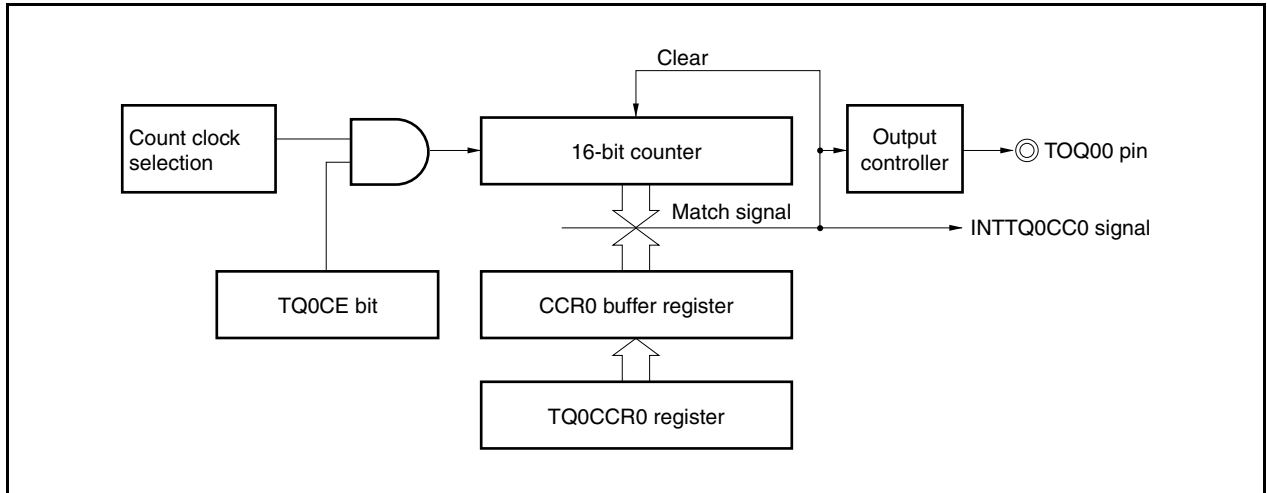 Clear
Count clock
selection
16-bit counter
Output
controller
TOQ00 pin
Match signal
INTTQ0CC0 signal
TQ0CE bit
CCR0 buffer register
TQ0CCR0 register